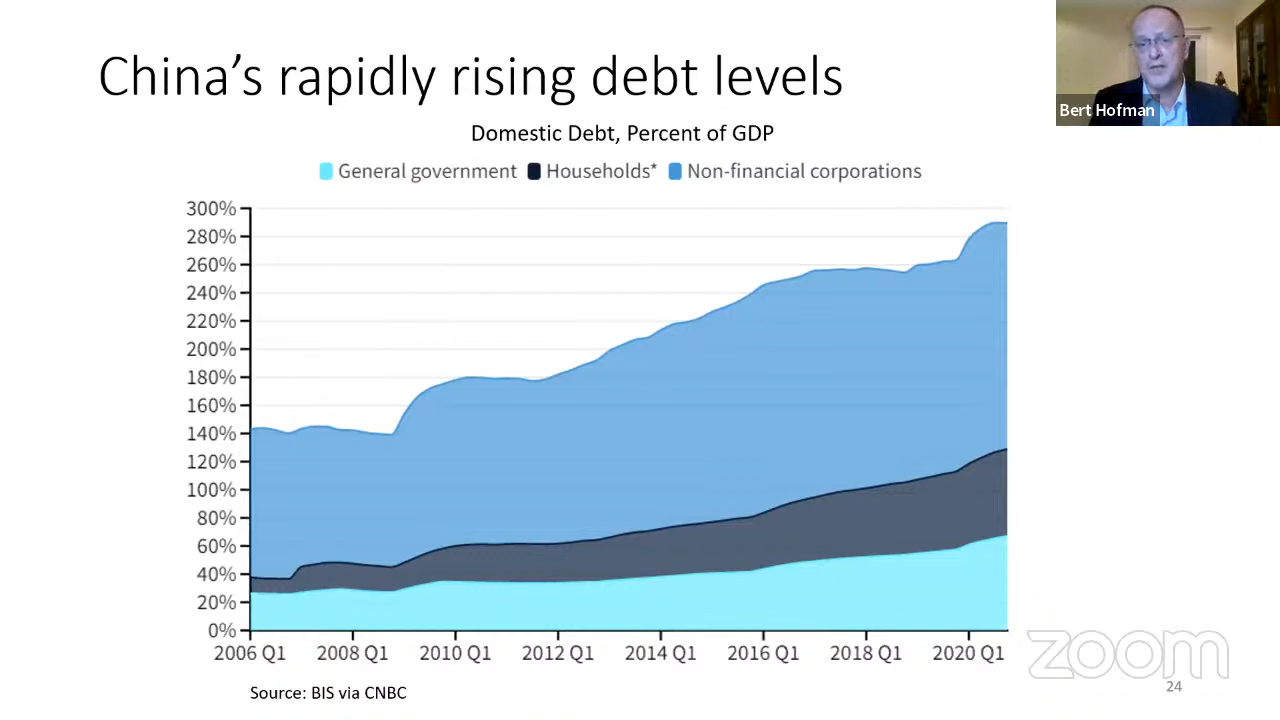 China’s rapidly rising debt levels
Bert Hofman
Domestic Debt, Percent of GDP
General government Households* Non-financial corporations
300%
280%
260%
240%
220%
200%
180%
160%
140%
120%
100%
80%
60%
40%
20%
0%
2006 Q1 2008 Q1 2010 Q1 2012 Q1 2014 Q1 2016 Q1 2018 Q1 2020 Q1
zoom
Source: BIS via CNBC
24